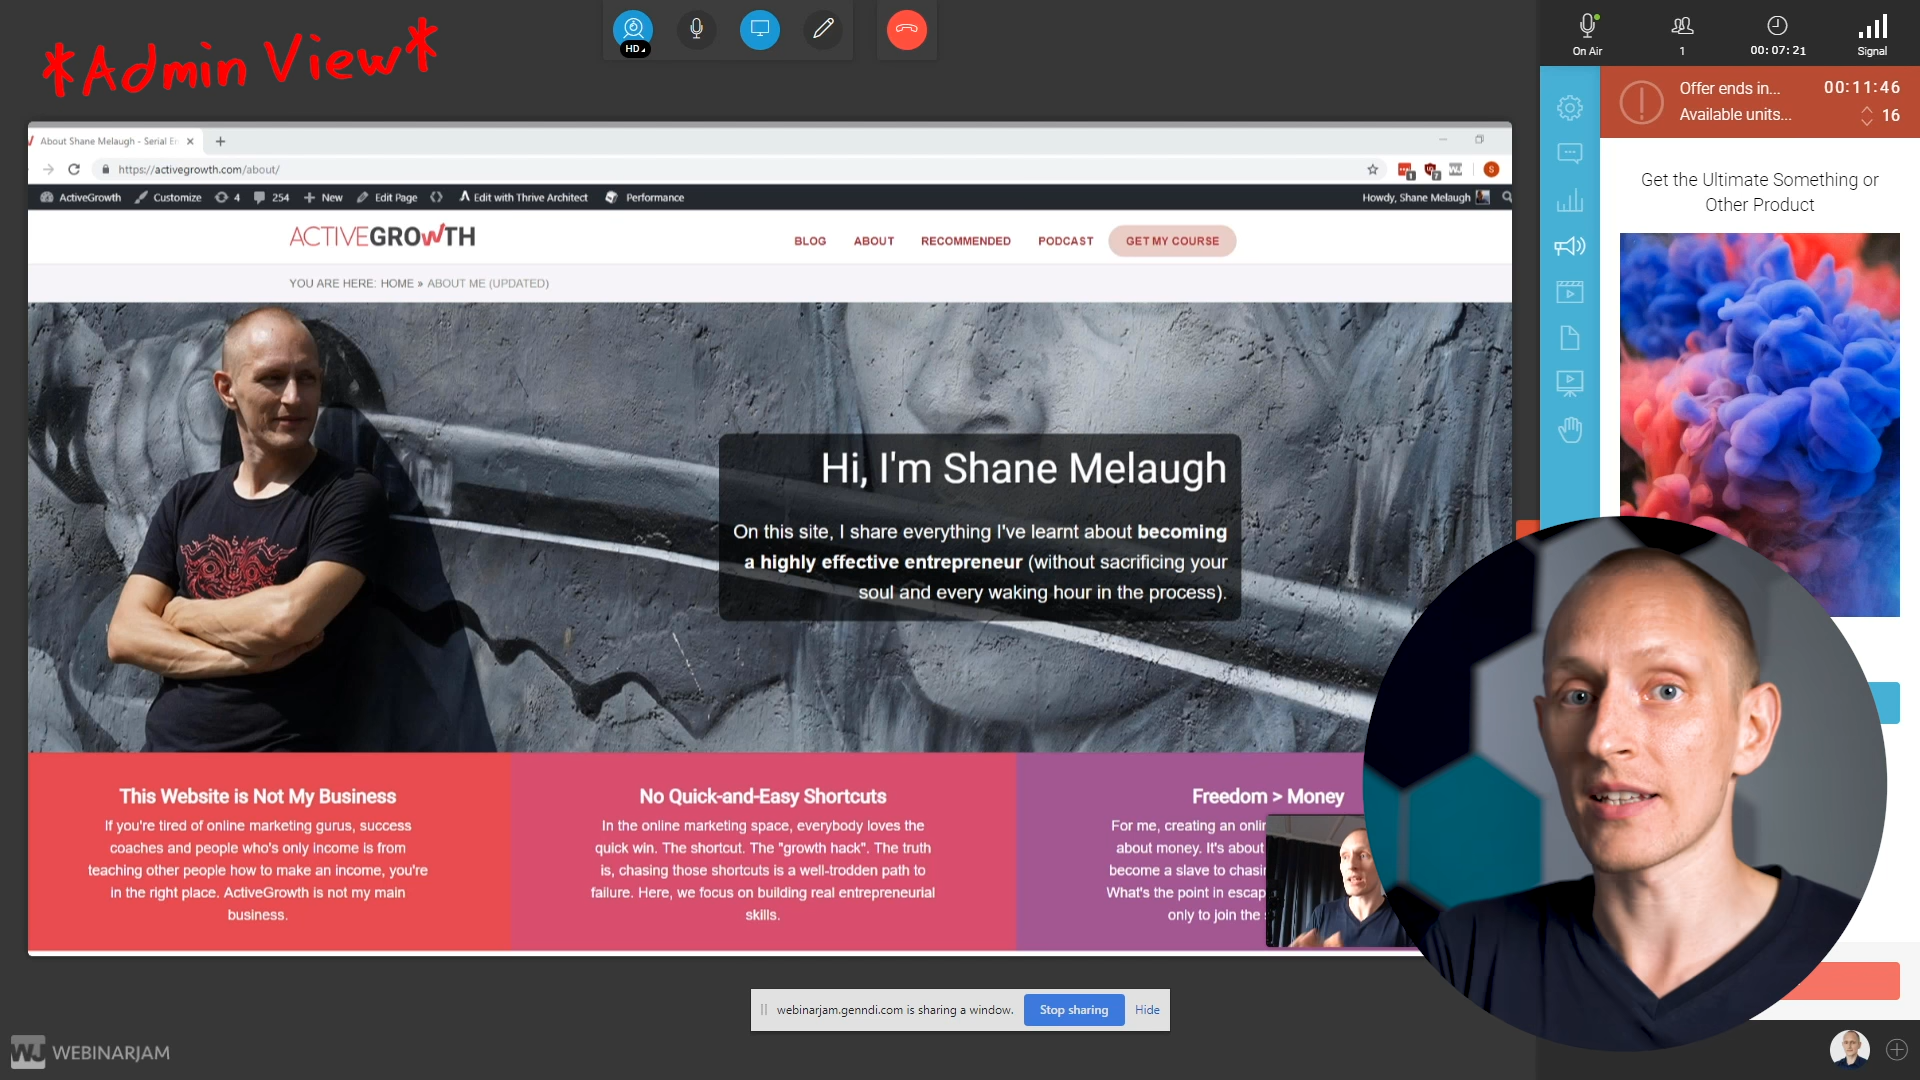 *Admin View*
HD
On Air
1
00:07:21
Signal
Offer ends in...
00:11:46
Available units...
16
Get the Ultimate Something or
Other Product
About Shane Melaugh - Serial
https://activegrowth.com/about/
ActiveGrowth
Customize
4
254
New
Edit Page
Edit with Thrive Architect
Performance
Howdy, Shane Melaugh
ACTIVEGROWTH
BLOG
ABOUT
RECOMMENDED
PODCAST
GET MY COURSE
YOU ARE HERE: HOME » ABOUT ME (UPDATED)
Hi, I'm Shane Melaugh
On this site, I share everything I've learnt about becoming
a highly effective entrepreneur (without sacrificing your
soul and every waking hour in the process).
This Website is Not My Business
If you're tired of online marketing gurus, success
coaches and people who's only income is from
teaching other people how to make an income, you're
in the right place. ActiveGrowth is not my main
business.
No Quick-and-Easy Shortcuts
In the online marketing space, everybody loves the
quick win. The shortcut. The "growth hack". The truth
is, chasing those shortcuts is a well-trodden path to
failure. Here, we focus on building real entrepreneurial
skills.
Freedom > Money
For me, creating an
about money. It's about
become a slave to
What's the point in
only to join the
webinarjam.genndi.com is sharing a window.
Stop sharing
Hide
WJ WEBINARJAM